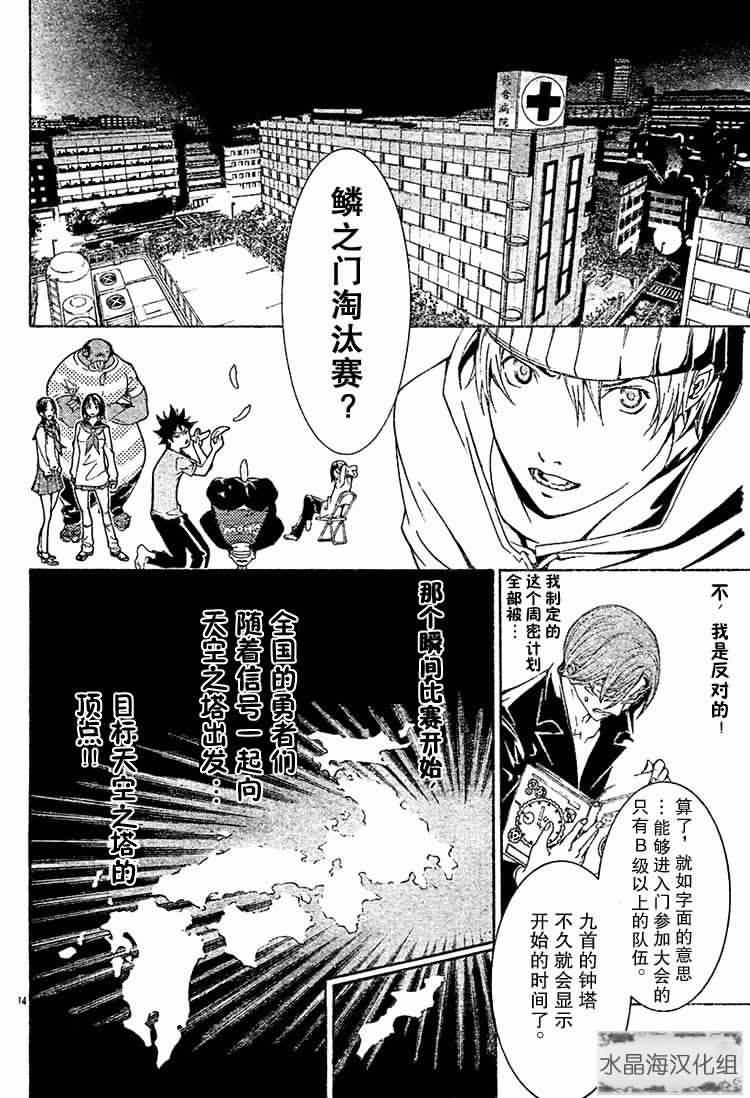 病院
鳞之门淘汰赛？
不，我是反对的！
我制定的
这个周密计划
全部被…
算了，就如字面的意思
…能够进入门参加大会的
只有B级以上的队伍。
九首的钟塔
不久就会显示
开始的时间了。
那个瞬间比赛开始，
全国的勇者们
随着信号一起向
天空之塔出发…
目标天空之塔的
顶点!!
14
水晶海汉化组